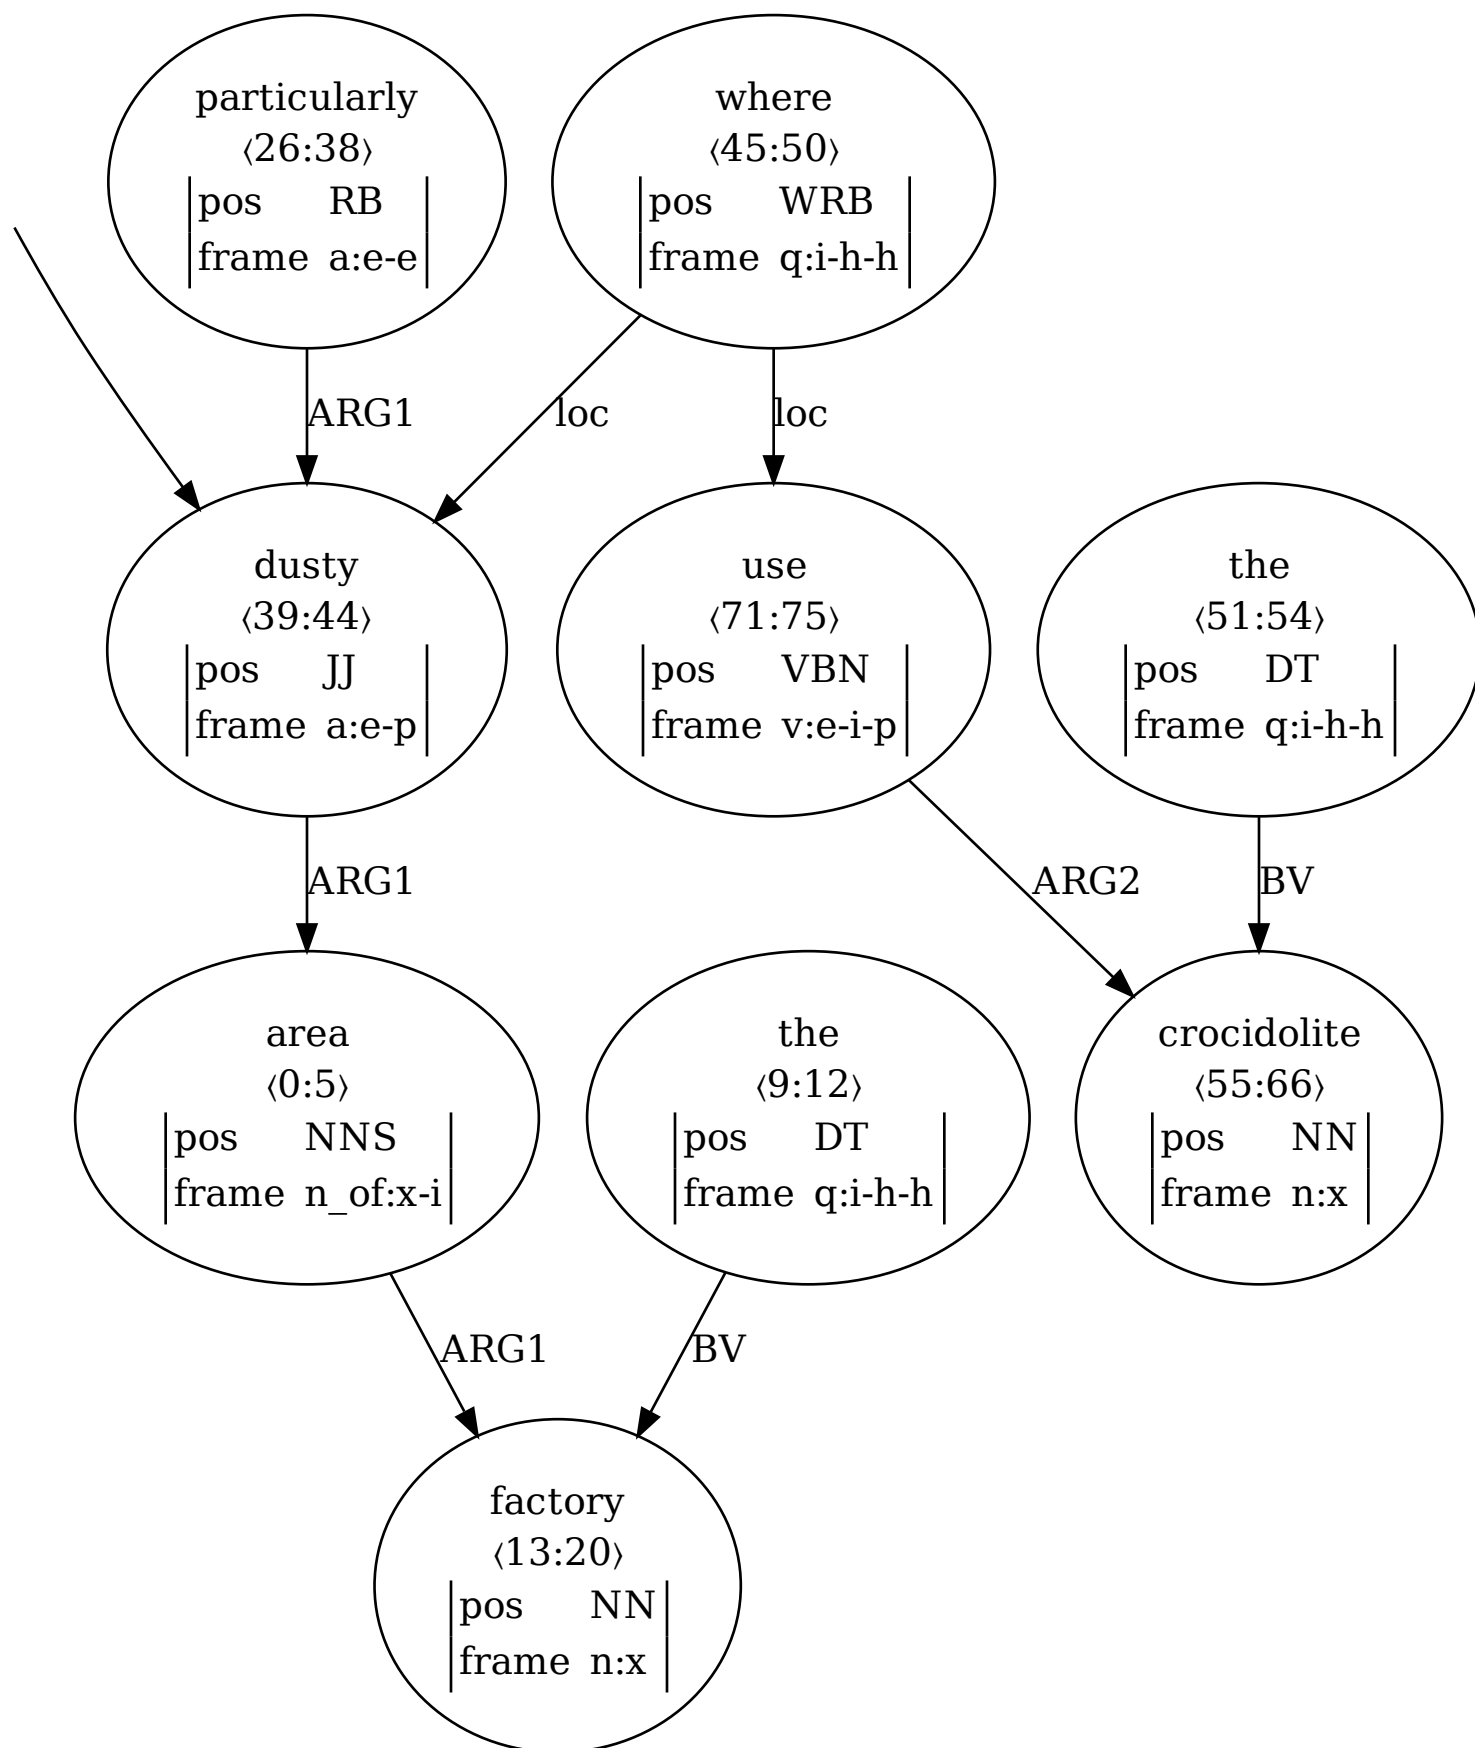 particularly
⟨26:38⟩
pos RB
frame a:e-e
where
⟨45:50⟩
pos WRB
frame q:i-h-h
ARG1
loc
loc
dusty
⟨39:44⟩
pos JJ
frame a:e-p
use
⟨71:75⟩
pos VBN
frame v:e-i-p
the
⟨51:54⟩
pos DT
frame q:i-h-h
ARG1
ARG2
BV
area
⟨0:5⟩
pos NNS
frame n_of:x-i
the
⟨9:12⟩
pos DT
frame q:i-h-h
crocidolite
⟨55:66⟩
pos NN
frame n:x
ARG1
BV
factory
⟨13:20⟩
pos NN
frame n:x